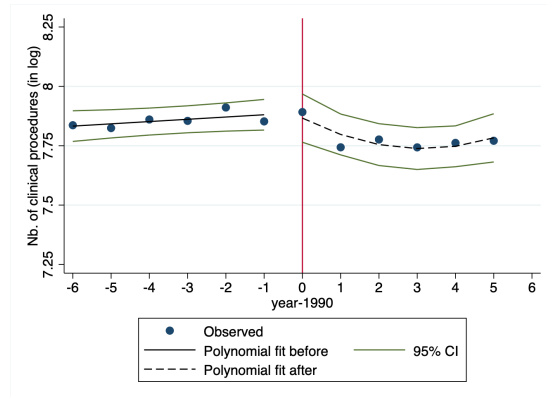 Nb. of clinical procedures (in log)
8.25
8
7.75
7.5
7.25
-6 -5 -4 -3 -2 -1 0 1 2 3 4 5 6
year-1990
Observed
Polynomial fit before 95% CI
Polynomial fit after